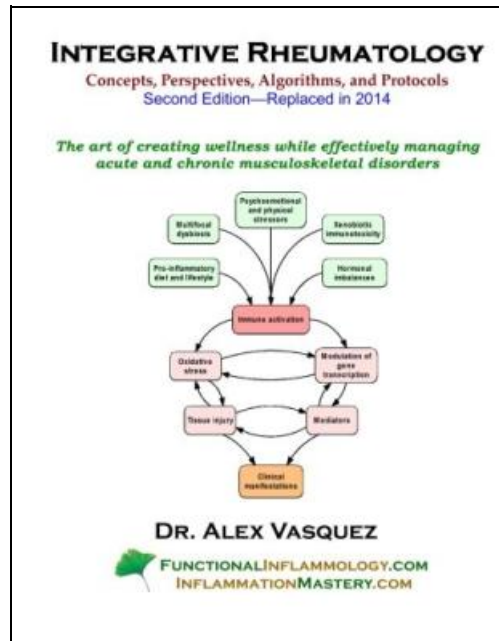 INTEGRATIVE RHEUMATOLOGY
Concepts, Perspectives, Algorithms, and Protocols
Second Edition—Replaced in 2014
The art of creating wellness while effectively managing
acute and chronic musculoskeletal disorders
Psychoemotional
and physical
stressors
Multifocal
dysbiosis
Xenobiotic
immunotoxicity
Pro-inflammatory
diet and lifestyle
Hormonal
imbalances
Immune activation
Oxidative
stress
Modulation of
gene
transcription
Tissue injury
Mediators
Clinical
manifestations
DR. ALEX VASQUEZ
FUNCTIONALINFLAMMOLOGY.COM
INFLAMMATIONMASTERY.COM